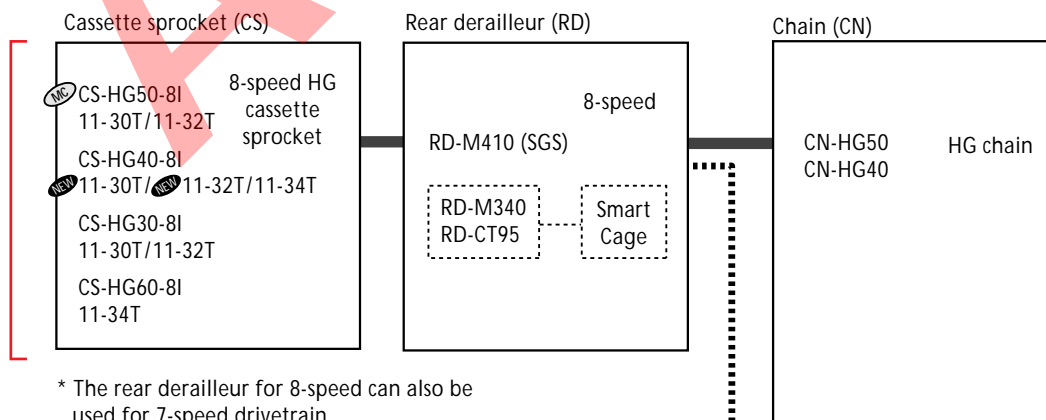 Cassette sprocket (CS)
MC CS-HG50-8I
11-30T/11-32T
CS-HG40-8I
NEW 11-30T/NEW 11-32T/11-34T
CS-HG30-8I
11-30T/11-32T
CS-HG60-8I
11-34T
8-speed HG
cassette
sprocket
Rear derailleur (RD)
8-speed
RD-M410 (SGS)
RD-M340
RD-CT95
Smart
Cage
Chain (CN)
CN-HG50
CN-HG40
HG chain
* The rear derailleur for 8-speed can also be
used for 7-speed drivetrain